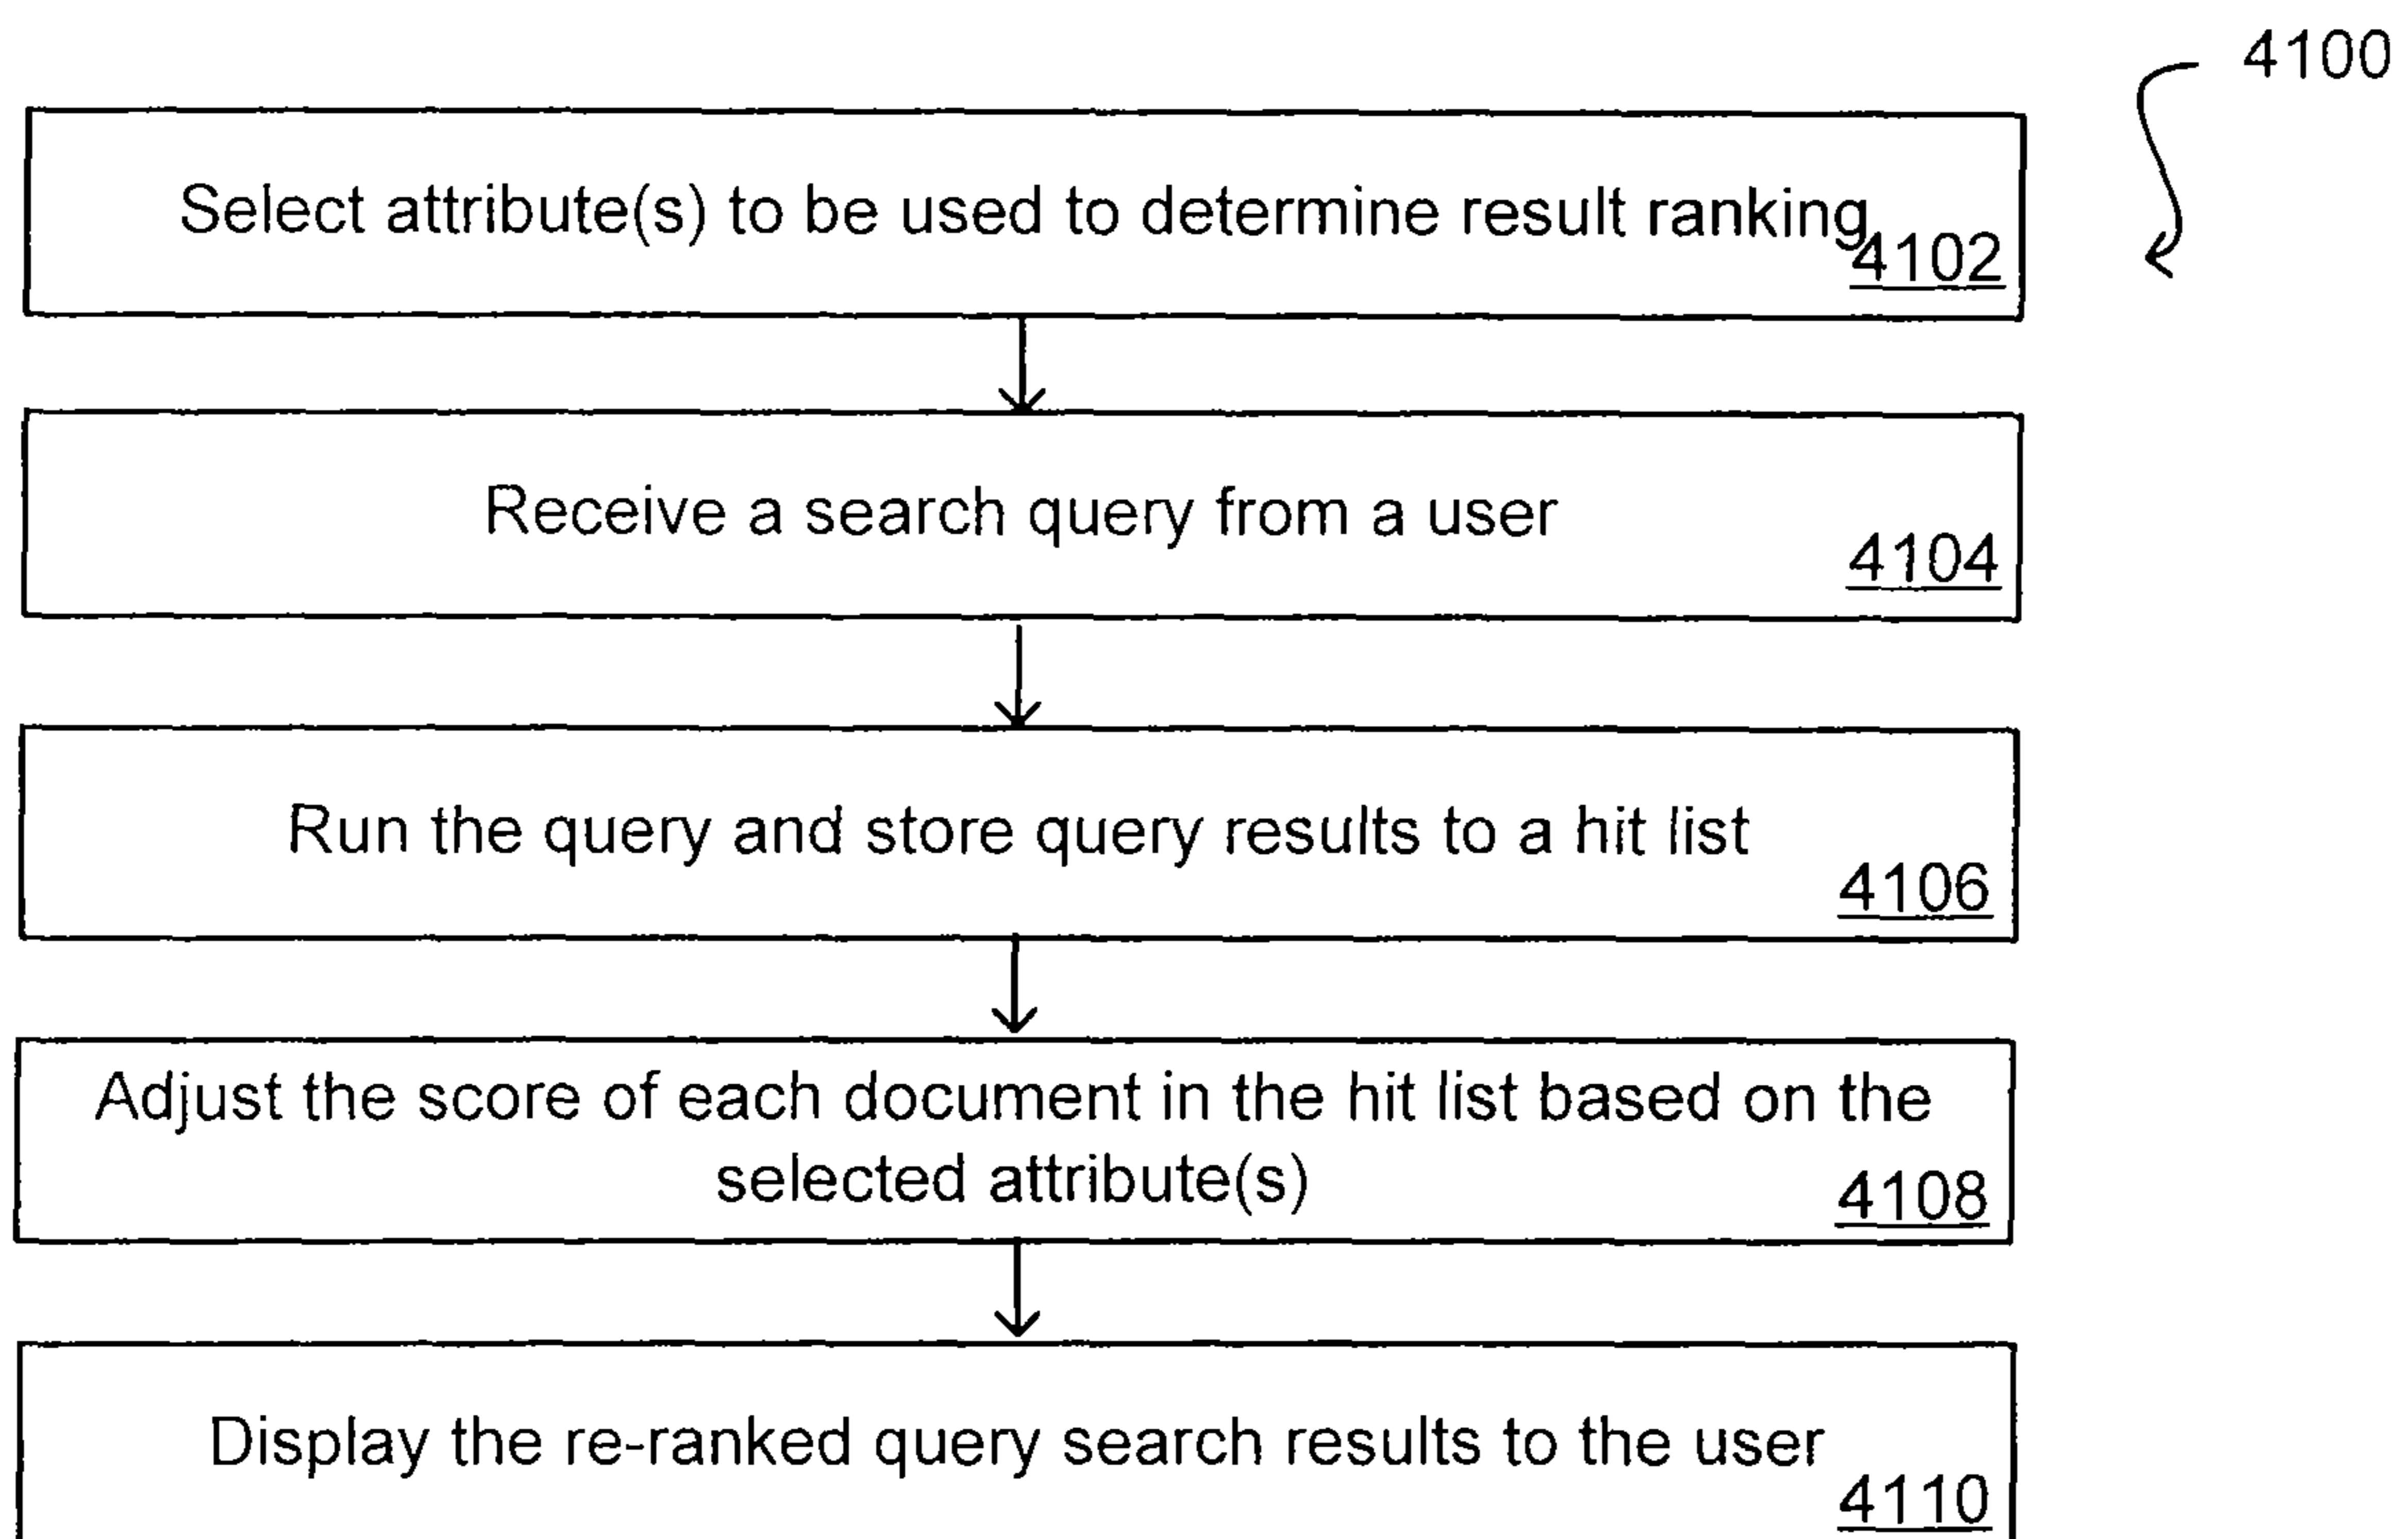 4100
Select attribute(s) to be used to determine result ranking
4102
Receive a search query from a user
4104
Run the query and store query results to a hit list
4106
Adjust the score of each document in the hit list based on the
selected attribute(s)
4108
Display the re-ranked query search results to the user
4110